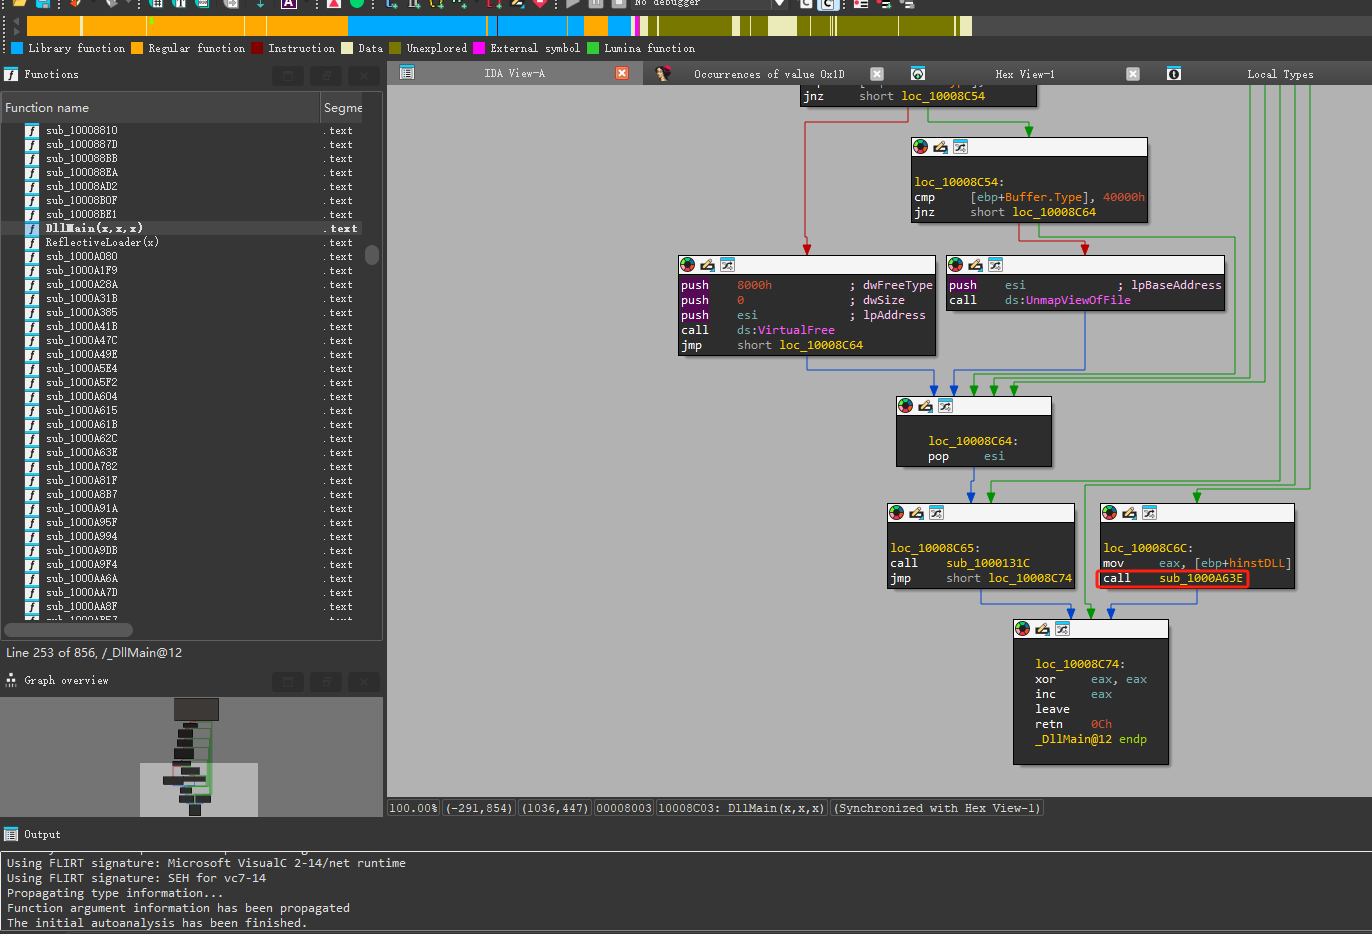 No debugger
Library function Regular function Instruction Data Unexplored External symbol Lumina function
Functions
IDA View-A
Occurrences of value 0x1D
Hex View-1
Local Types
Function name Segme
sub_10008810 .text
sub_1000887D .text
sub_100088BB .text
sub_100088EA .text
sub_10008AD2 .text
sub_10008B0F .text
sub_10008BE1 .text
DllMain(x,x,x) .text
ReflectiveLoader(x) .text
sub_1000A080 .text
sub_1000A1F9 .text
sub_1000A28A .text
sub_1000A31B .text
sub_1000A385 .text
sub_1000A41B .text
sub_1000A47C .text
sub_1000A49E .text
sub_1000A5E4 .text
sub_1000A5F2 .text
sub_1000A604 .text
sub_1000A615 .text
sub_1000A61B .text
sub_1000A62C .text
sub_1000A63E .text
sub_1000A782 .text
sub_1000A81F .text
sub_1000A8B7 .text
sub_1000A91A .text
sub_1000A95F .text
sub_1000A994 .text
sub_1000A9DB .text
sub_1000A9F4 .text
sub_1000AA6A .text
sub_1000AA7D .text
sub_1000AA8F .text
Line 253 of 856, /_DllMain@12
Graph overview
jnz short loc_10008C54
loc_10008C54:
cmp [ebp+Buffer.Type], 40000h
jnz short loc_10008C64
push 8000h ; dwFreeType
push 0 ; dwSize
push esi ; lpAddress
call ds:VirtualFree
jmp short loc_10008C64
push esi ; lpBaseAddress
call ds:UnmapViewOfFile
loc_10008C64:
pop esi
loc_10008C65:
call sub_1000131C
jmp short loc_10008C74
loc_10008C6C:
mov eax, [ebp+hinstDLL]
call sub_1000A63E
loc_10008C74:
xor eax, eax
inc eax
leave
retn 0Ch
_DllMain@12 endp
100.00% (-291,854) (1036,447) 00008003 10008C03: DllMain(x,x,x) (Synchronized with Hex View-1)
Output
Using FLIRT signature: Microsoft VisualC 2-14/net runtime
Using FLIRT signature: SEH for vc7-14
Propagating type information...
Function argument information has been propagated
The initial autoanalysis has been finished.